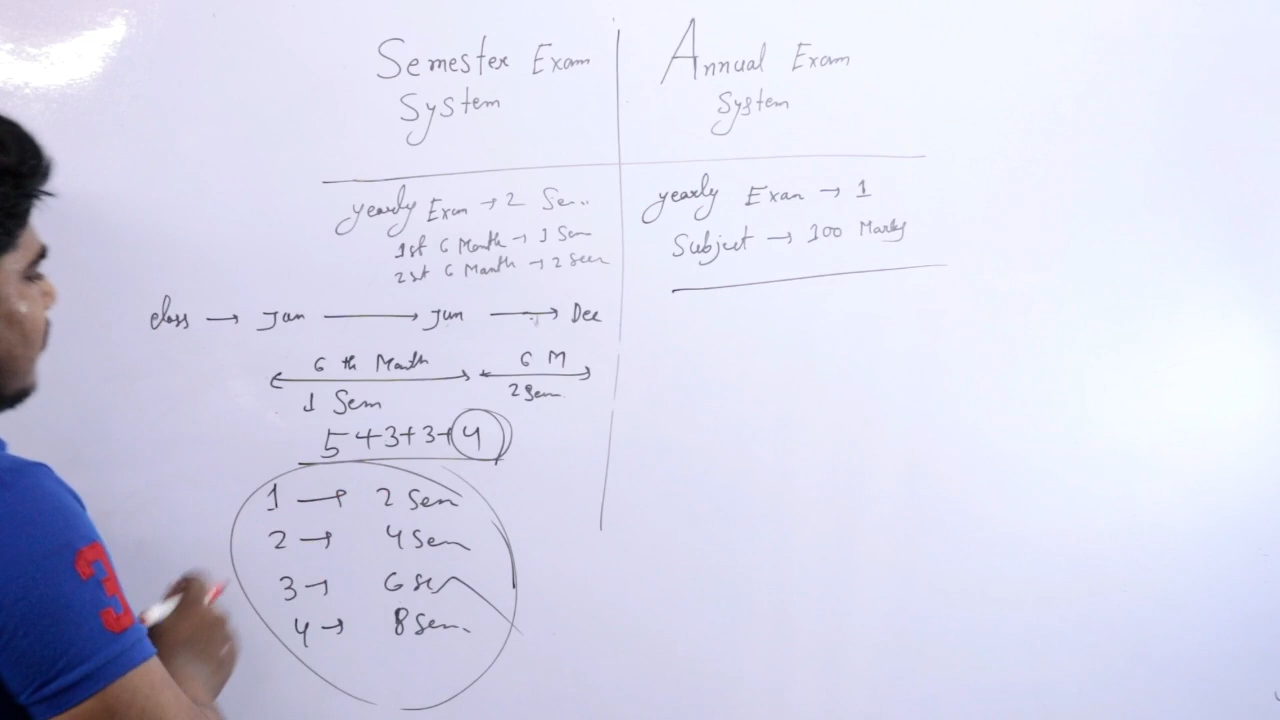 Semester Exam
System
Annual Exam
System
yearly Exam → 2 Sem..
1st 6 Month → 1 Sem
2st 6 Month → 2 Sem
yearly Exam → 1
Subject → 100 Marks
class → Jan → Jun → Dec
6 th Month
6 M
1 Sem
2 Sem.
5+3+3+4
1 → 2 Sem
2 → 4 Sem
3 → 6 Sem
4 → 8 Sem.
3